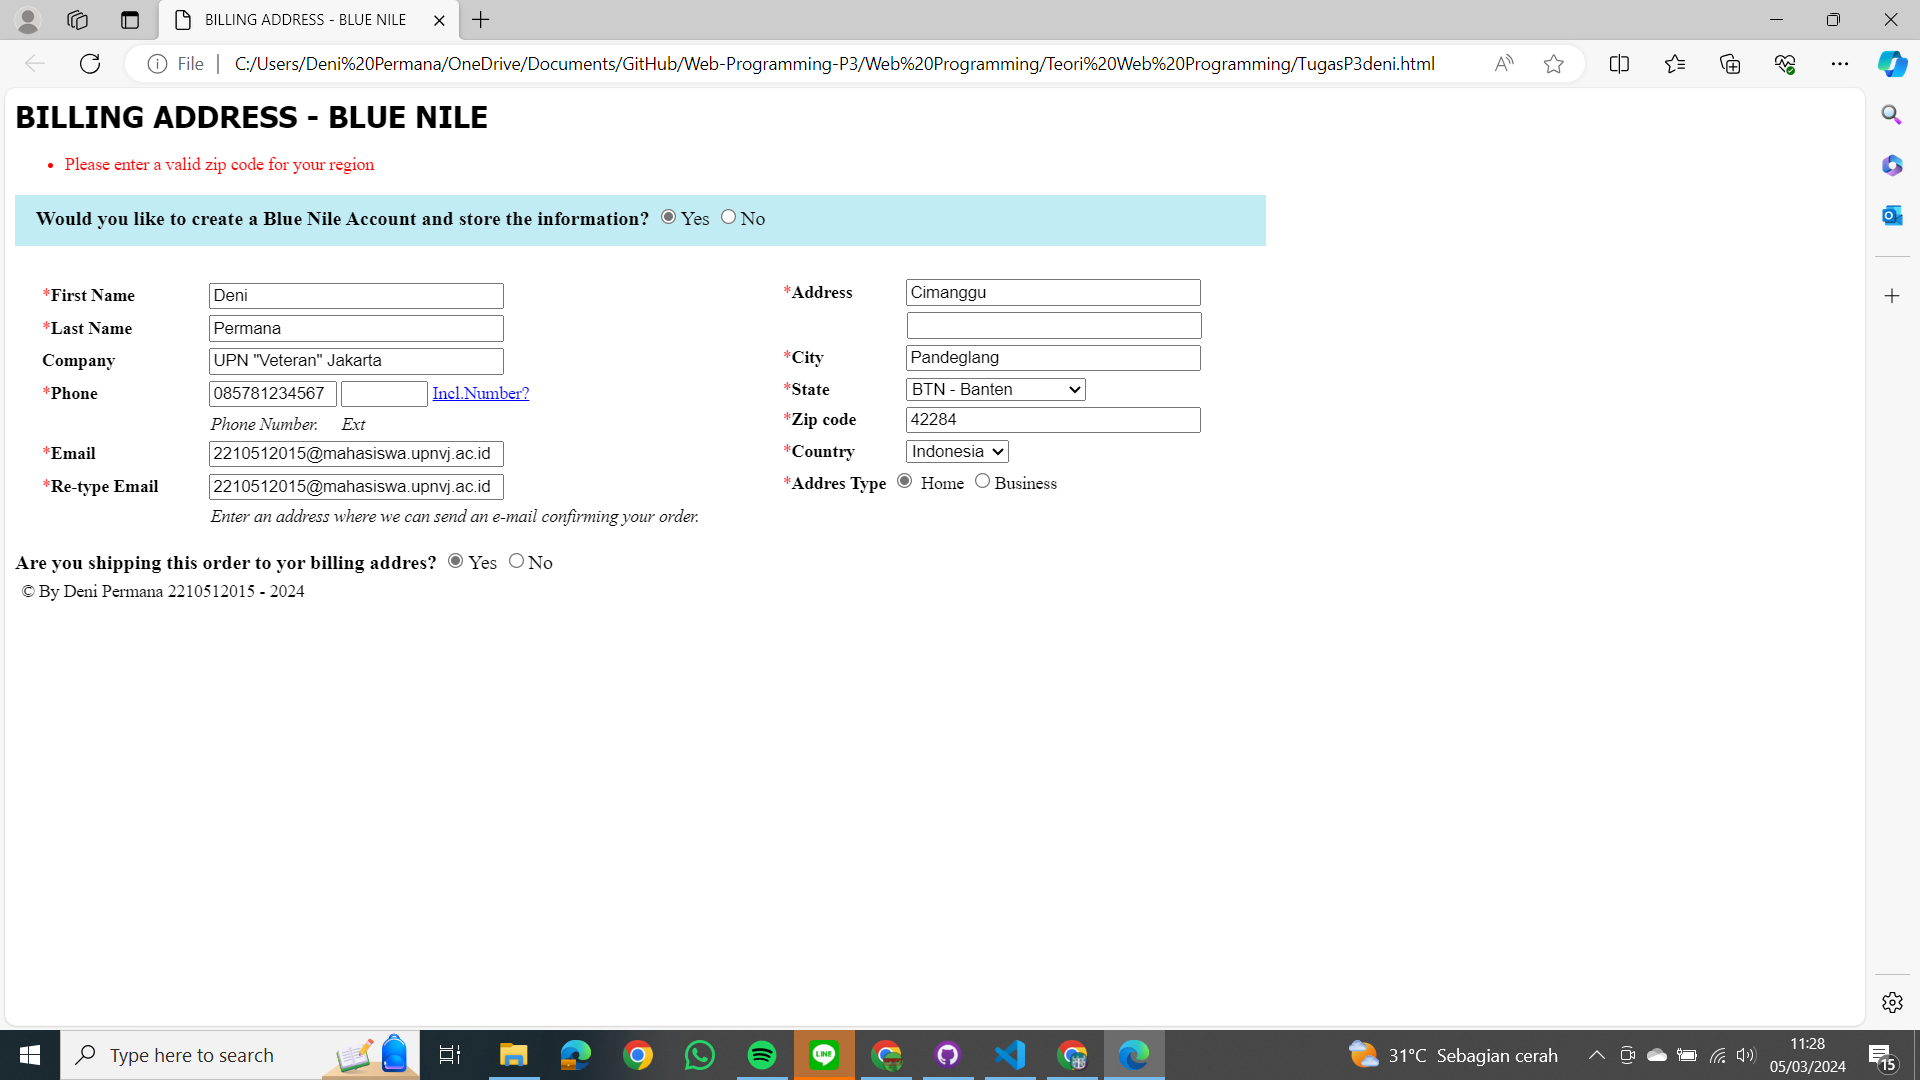 BILLING ADDRESS - BLUE NILE
File
C:/Users/Deni%20Permana/OneDrive/Documents/GitHub/Web-Programming-P3/Web%20Programming/Teori%20Web%20Programming/TugasP3deni.html
BILLING ADDRESS - BLUE NILE
• Please enter a valid zip code for your region
Would you like to create a Blue Nile Account and store the information? Yes No
*First Name Deni
*Last Name Permana
Company UPN "Veteran" Jakarta
*Phone 085781234567 Incl.Number?
Phone Number. Ext
*Email 2210512015@mahasiswa.upnvj.ac.id
*Re-type Email 2210512015@mahasiswa.upnvj.ac.id
Enter an address where we can send an e-mail confirming your order.
*Address Cimanggu
*City Pandeglang
*State BTN - Banten
*Zip code 42284
*Country Indonesia
*Addres Type Home Business
Are you shipping this order to yor billing addres? Yes No
© By Deni Permana 2210512015 - 2024
Type here to search
LINE
31°C Sebagian cerah
11:28
05/03/2024
15